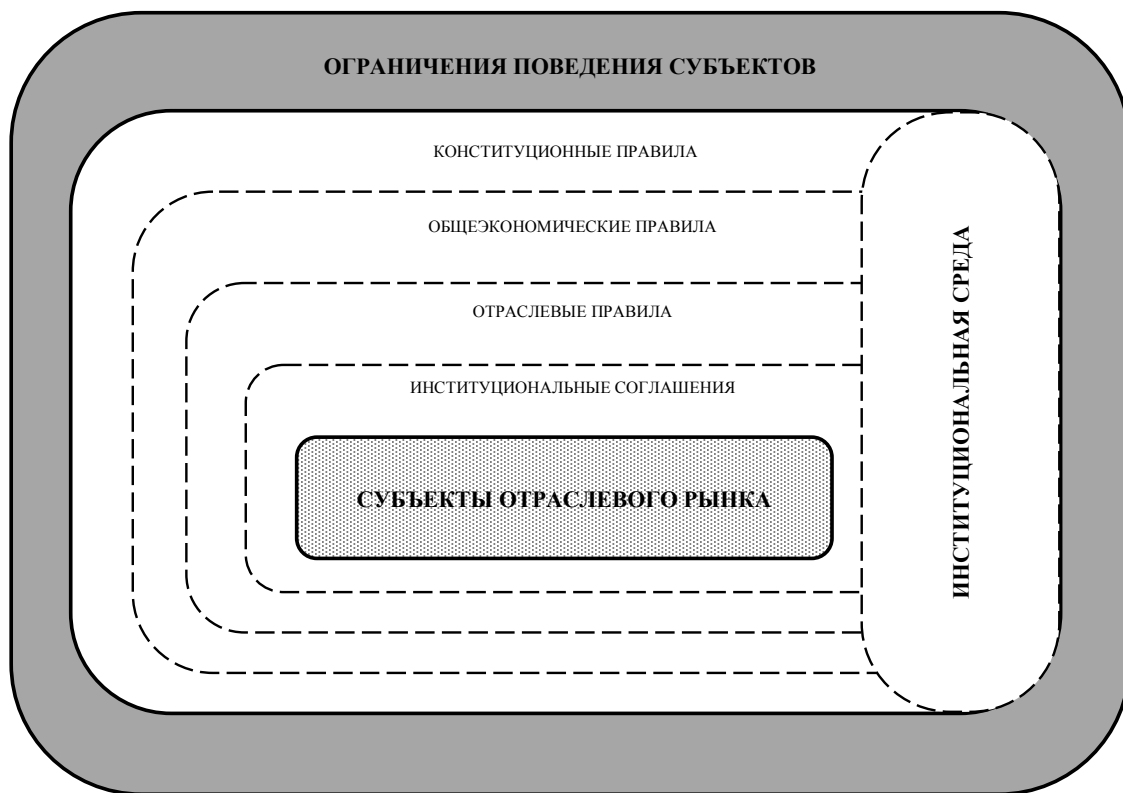 ОГРАНИЧЕНИЯ ПОВЕДЕНИЯ СУБЪЕКТОВ
КОНСТИТУЦИОННЫЕ ПРАВИЛА
ОБЩЕЭКОНОМИЧЕСКИЕ ПРАВИЛА
ОТРАСЛЕВЫЕ ПРАВИЛА
ИНСТИТУЦИОНАЛЬНЫЕ СОГЛАШЕНИЯ
СУБЪЕКТЫ ОТРАСЛЕВОГО РЫНКА
ИНСТИТУЦИОНАЛЬНАЯ СРЕДА